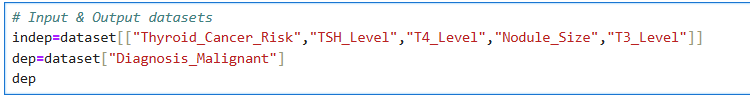 # Input & Output datasets
indep=dataset[["Thyroid_Cancer_Risk","TSH_Level","T4_Level","Nodule_Size","T3_Level"]]
dep=dataset["Diagnosis_Malignant"]
dep